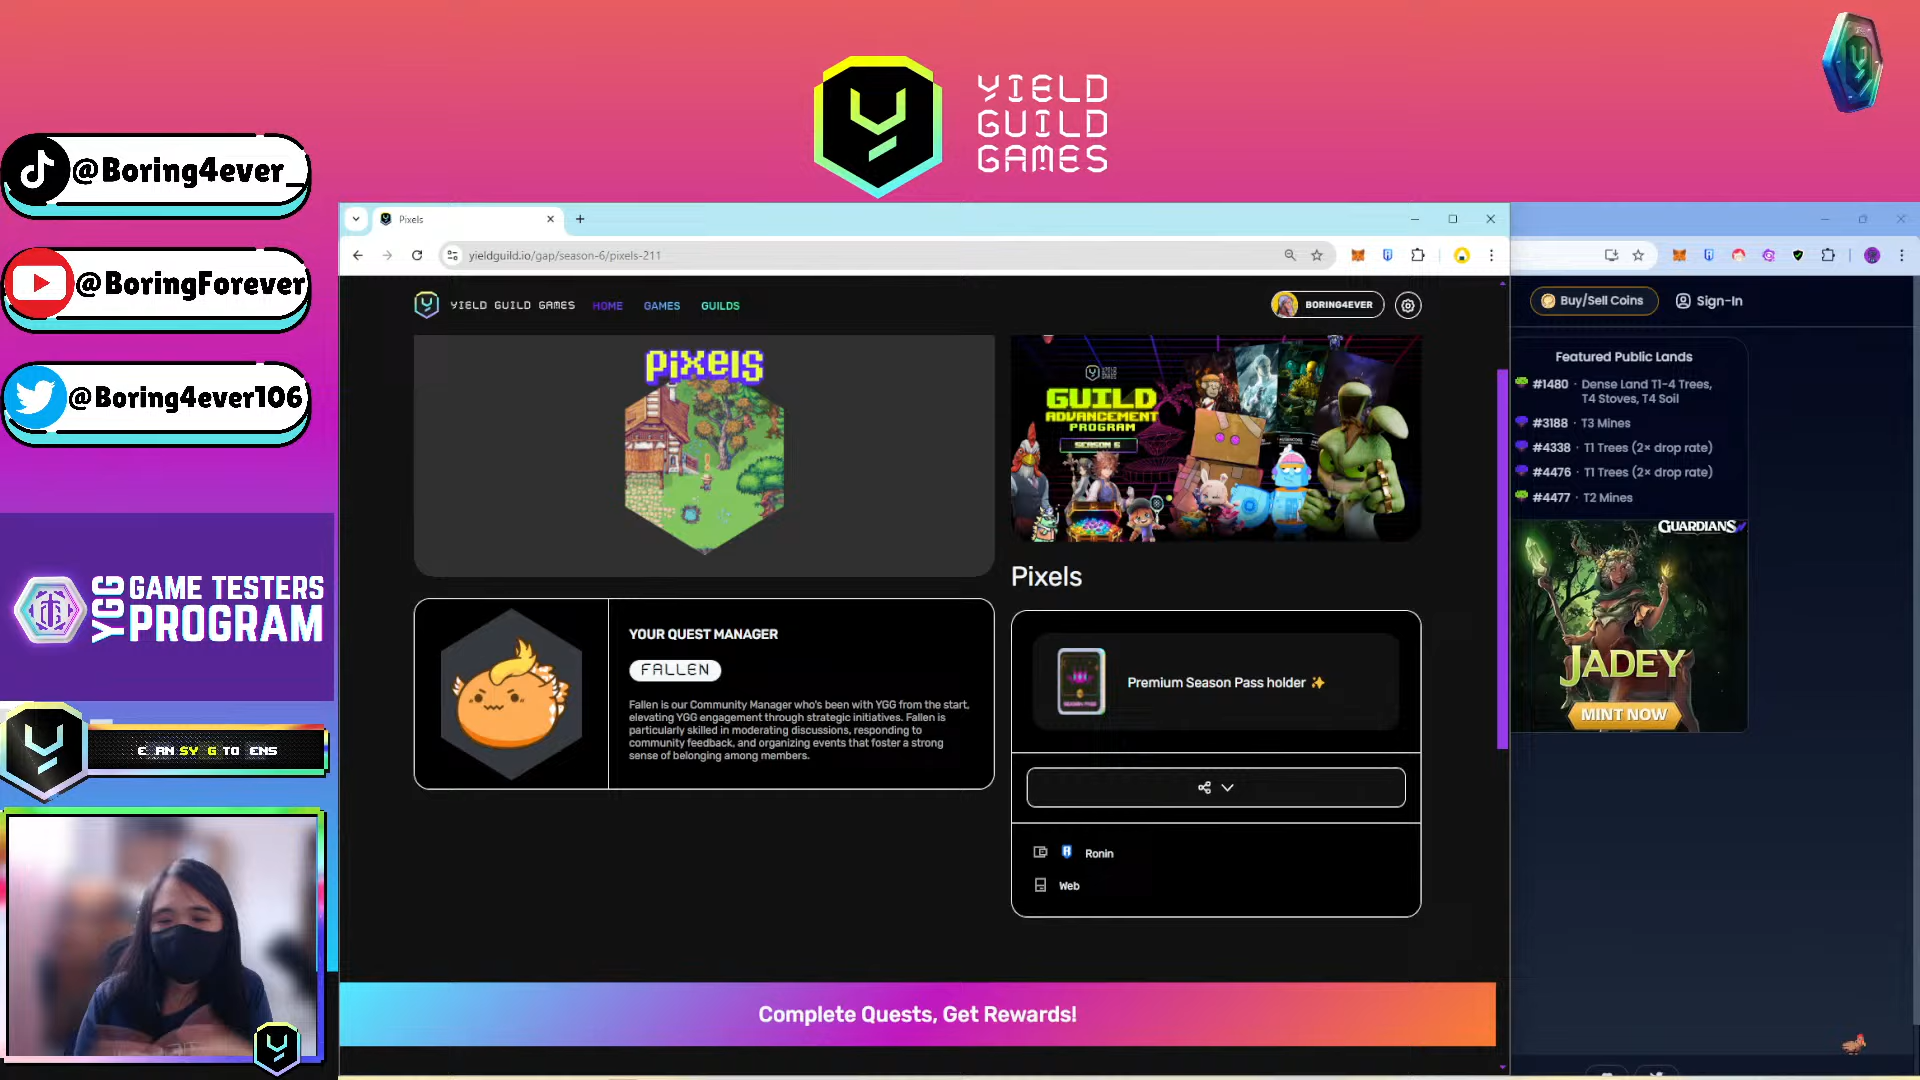 YIELD
GUILD
GAMES
@Boring4ever_
@BoringForever
@Boring4ever106
YGG GAME TESTERS
PROGRAM
Pixels
yieldguild.io/gap/season-6/pixels-211
YIELD GUILD GAMES
HOME
GAMES
GUILDS
BORING4EVER
pixels
GUILD
ADVANCEMENT
PROGRAM
SEASON 6
Pixels
YOUR QUEST MANAGER
FALLEN
Fallen is our Community Manager who's been with YGG from the start,
elevating YGG engagement through strategic initiatives. Fallen is
particularly skilled in moderating discussions, responding to
community feedback, and organizing events that foster a strong
sense of belonging among members.
Premium Season Pass holder ✨
Ronin
Web
Complete Quests, Get Rewards!
Buy/Sell Coins
Sign-In
Featured Public Lands
#1480 · Dense Land T1-4 Trees,
T4 Stoves, T4 Soil
#3188 · T3 Mines
#4338 · T1 Trees (2× drop rate)
#4476 · T1 Trees (2× drop rate)
#4477 · T2 Mines
GUARDIANS
JADEY
MINT NOW